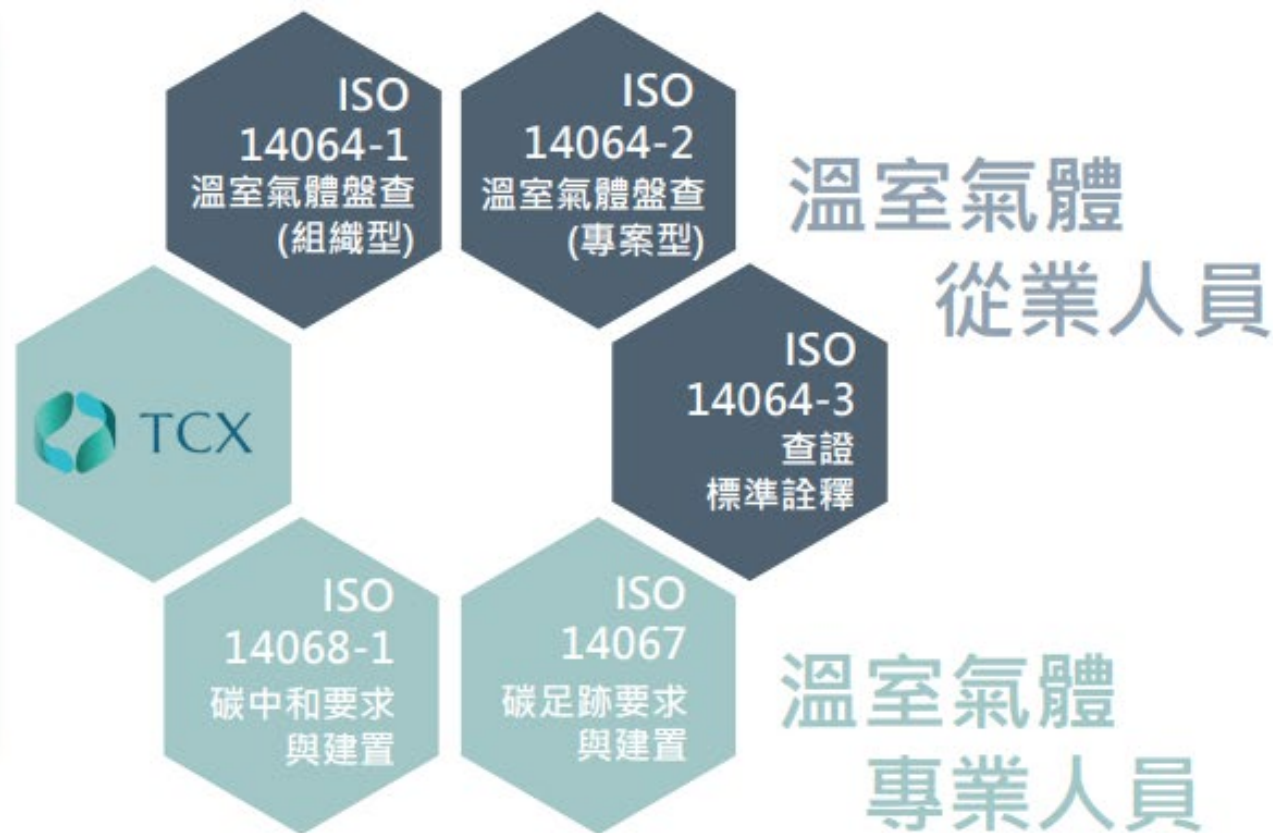 ISO
14064-1
溫室氣體盤查
(組織型)
ISO
14064-2
溫室氣體盤查
(專案型)
溫室氣體
從業人員
TCX
ISO
14064-3
查證
標準詮釋
ISO
14068-1
碳中和要求
與建置
ISO
14067
碳足跡要求
與建置
溫室氣體
專業人員